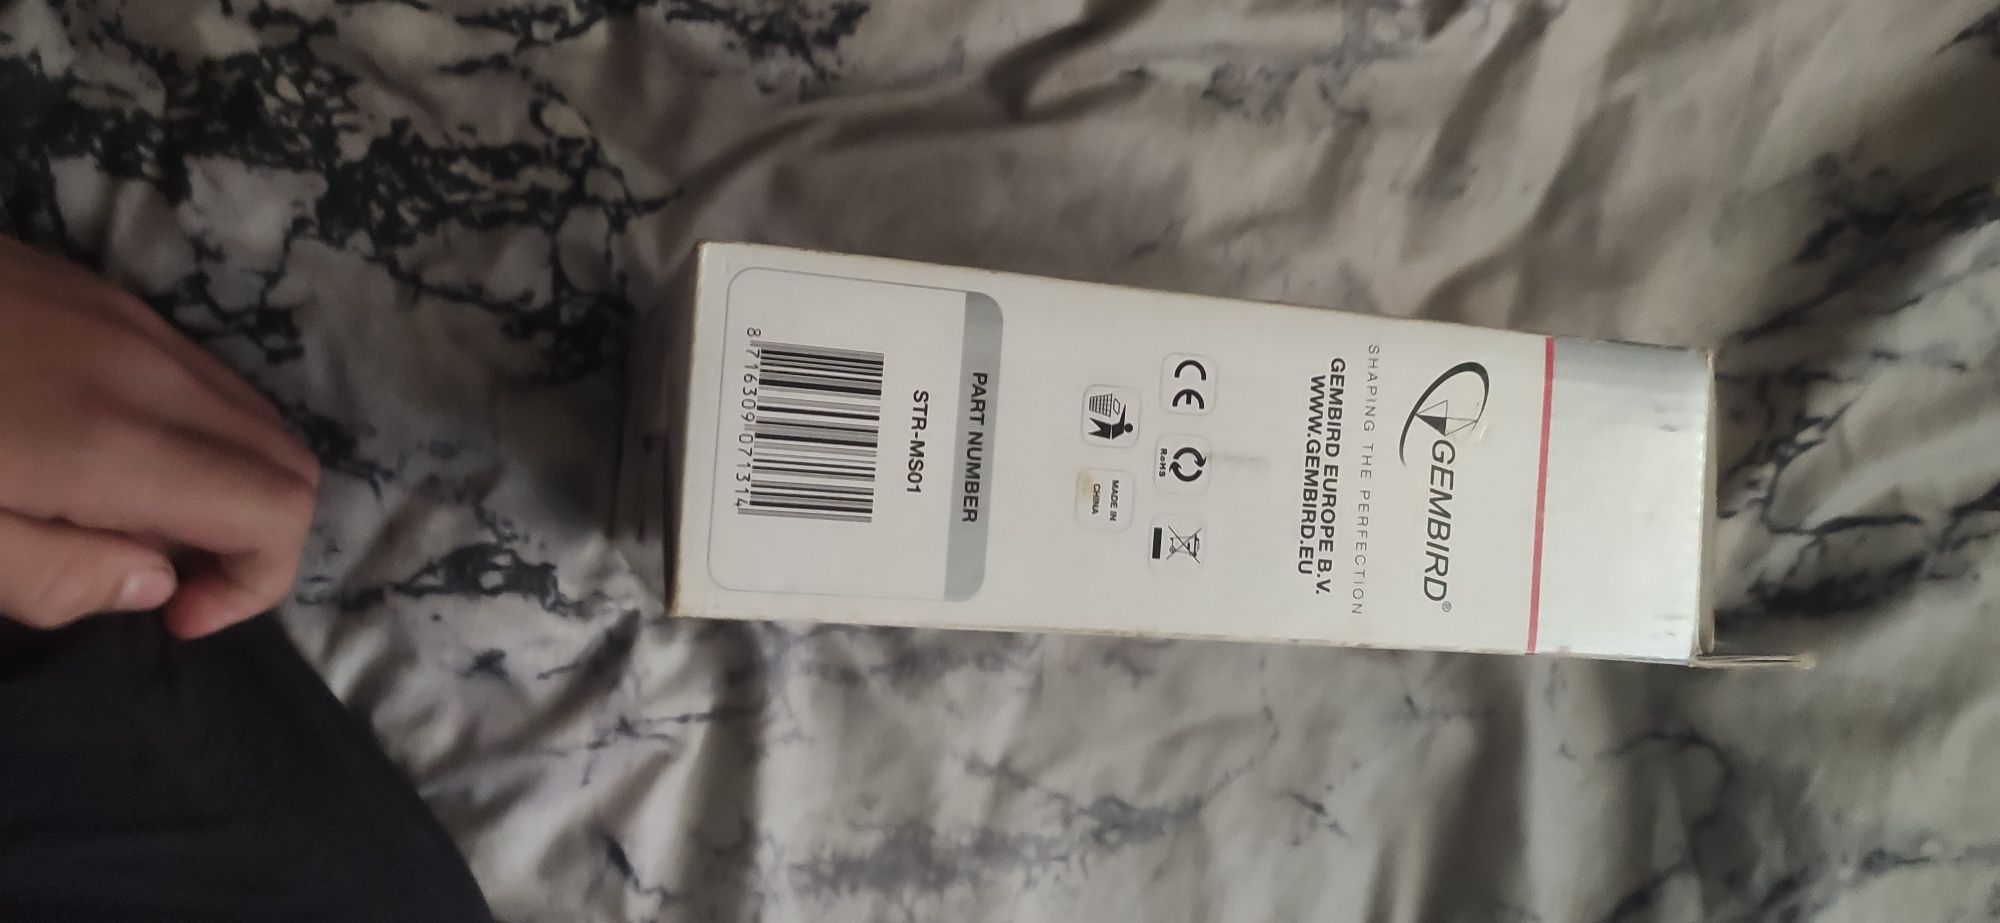 GEMBIRD®
SHAPING THE PERFECTION
GEMBIRD EUROPE B.V.
WWW.GEMBIRD.EU
CE
RoHS
MADE IN
CHINA
PART NUMBER
STR-MS01
8 716309 071314